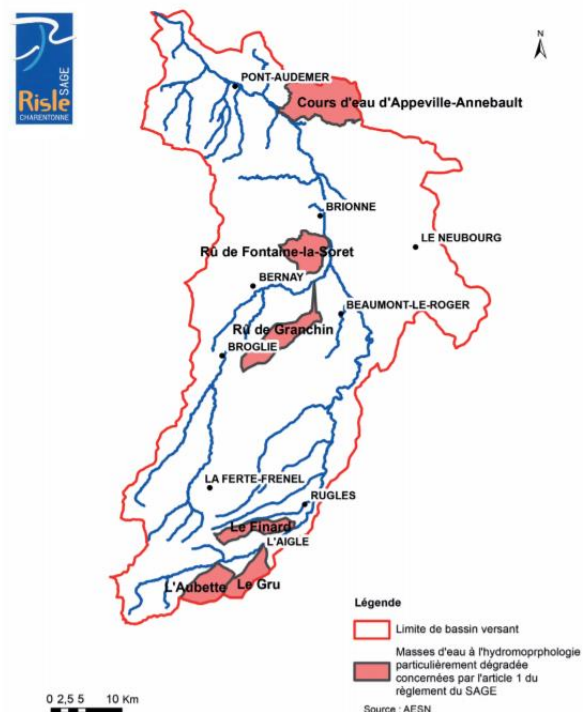 SAGE
Risle
CHARENTONNE
N
PONT-AUDEMER
Cours d'eau d'Appeville-Annebault
BRIONNE
LE NEUBOURG
Rû de Fontaine-la-Soret
BERNAY
BEAUMONT-LE-ROGER
Rû de Granchin
BROGLIE
LA FERTE-FRENEL
RUGLES
Le Finard
L'AIGLE
L'Aubette
Le Gru
Légende
Limite de bassin versant
Masses d'eau à l'hydromoprphologie
particulièrement dégradée
concernées par l'article 1 du
règlement du SAGE
0 2,5 5 10 Km
Source : AESN